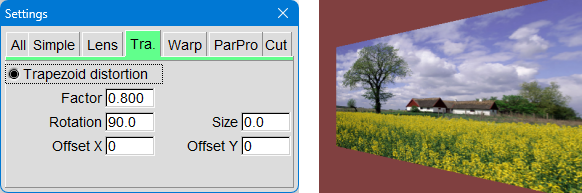 Settings
All Simple Lens Tra. Warp ParPro Cut
Trapezoid distortion
Factor 0.800
Rotation 90.0 Size 0.0
Offset X 0 Offset Y 0